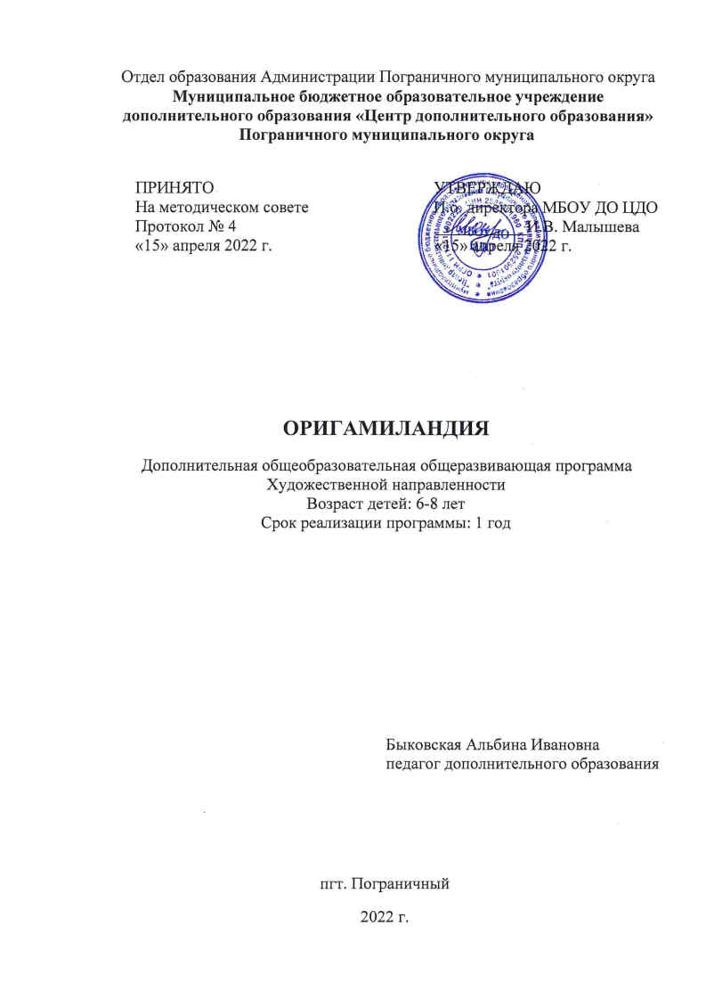 Отдел образования Администрации Пограничного муниципального округа
Муниципальное бюджетное образовательное учреждение
дополнительного образования «Центр дополнительного образования»
Пограничного муниципального округа
ПРИНЯТО
На методическом совете
Протокол № 4
«15» апреля 2022 г.
УТВЕРЖДАЮ
И.о. директора МБОУ ДО ЦДО
И.В. Малышева
«15» апреля 2022 г.
МБОУ ДО
ЦДО
ОРИГАМИЛАНДИЯ
Дополнительная общеобразовательная общеразвивающая программа
Художественной направленности
Возраст детей: 6-8 лет
Срок реализации программы: 1 год
Быковская Альбина Ивановна
педагог дополнительного образования
пгт. Пограничный
2022 г.